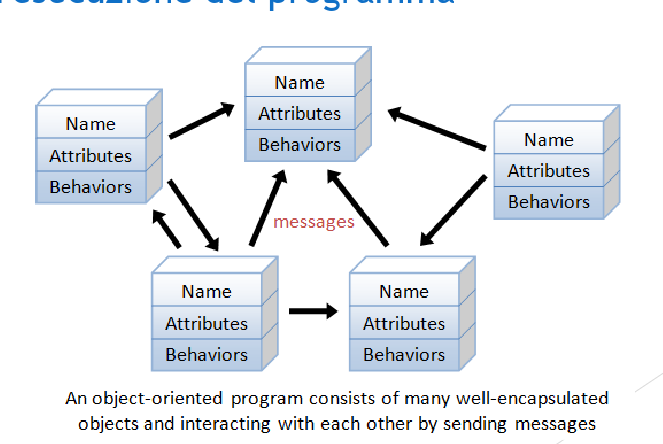 esecuzione del programma
Name
Attributes
Behaviors
Name
Attributes
Behaviors
Name
Attributes
Behaviors
messages
Name
Attributes
Behaviors
Name
Attributes
Behaviors
An object-oriented program consists of many well-encapsulated
objects and interacting with each other by sending messages